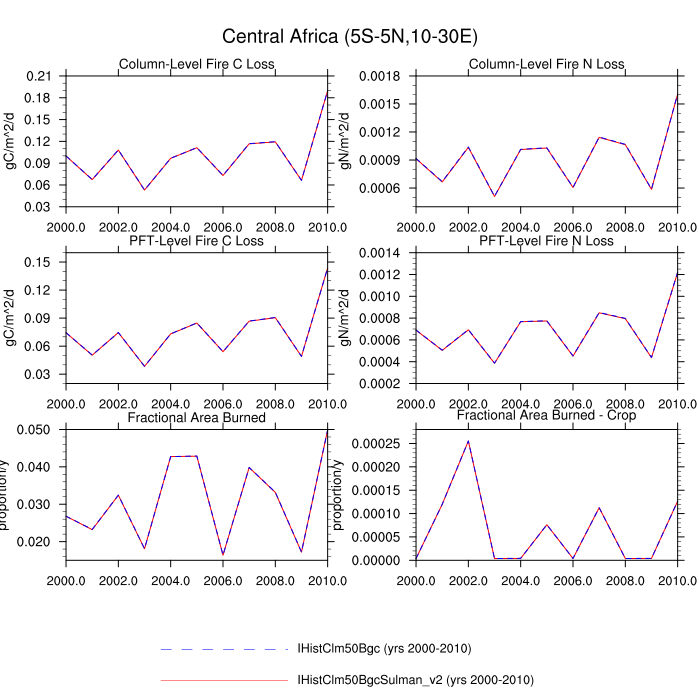 Central Africa (5S-5N,10-30E)
Column-Level Fire C Loss
gC/m^2/d
0.21
0.18
0.15
0.12
0.09
0.06
0.03
2000.0 2002.0 2004.0 2006.0 2008.0 2010.0
Column-Level Fire N Loss
gN/m^2/d
0.0018
0.0015
0.0012
0.0009
0.0006
2000.0 2002.0 2004.0 2006.0 2008.0 2010.0
PFT-Level Fire C Loss
gC/m^2/d
0.15
0.12
0.09
0.06
0.03
2000.0 2002.0 2004.0 2006.0 2008.0 2010.0
PFT-Level Fire N Loss
gN/m^2/d
0.0014
0.0012
0.0010
0.0008
0.0006
0.0004
0.0002
2000.0 2002.0 2004.0 2006.0 2008.0 2010.0
Fractional Area Burned
proportion/y
0.050
0.040
0.030
0.020
2000.0 2002.0 2004.0 2006.0 2008.0 2010.0
Fractional Area Burned - Crop
proportion/y
0.00025
0.00020
0.00015
0.00010
0.00005
0.00000
2000.0 2002.0 2004.0 2006.0 2008.0 2010.0
IHistClm50Bgc (yrs 2000-2010)
IHistClm50BgcSulman_v2 (yrs 2000-2010)